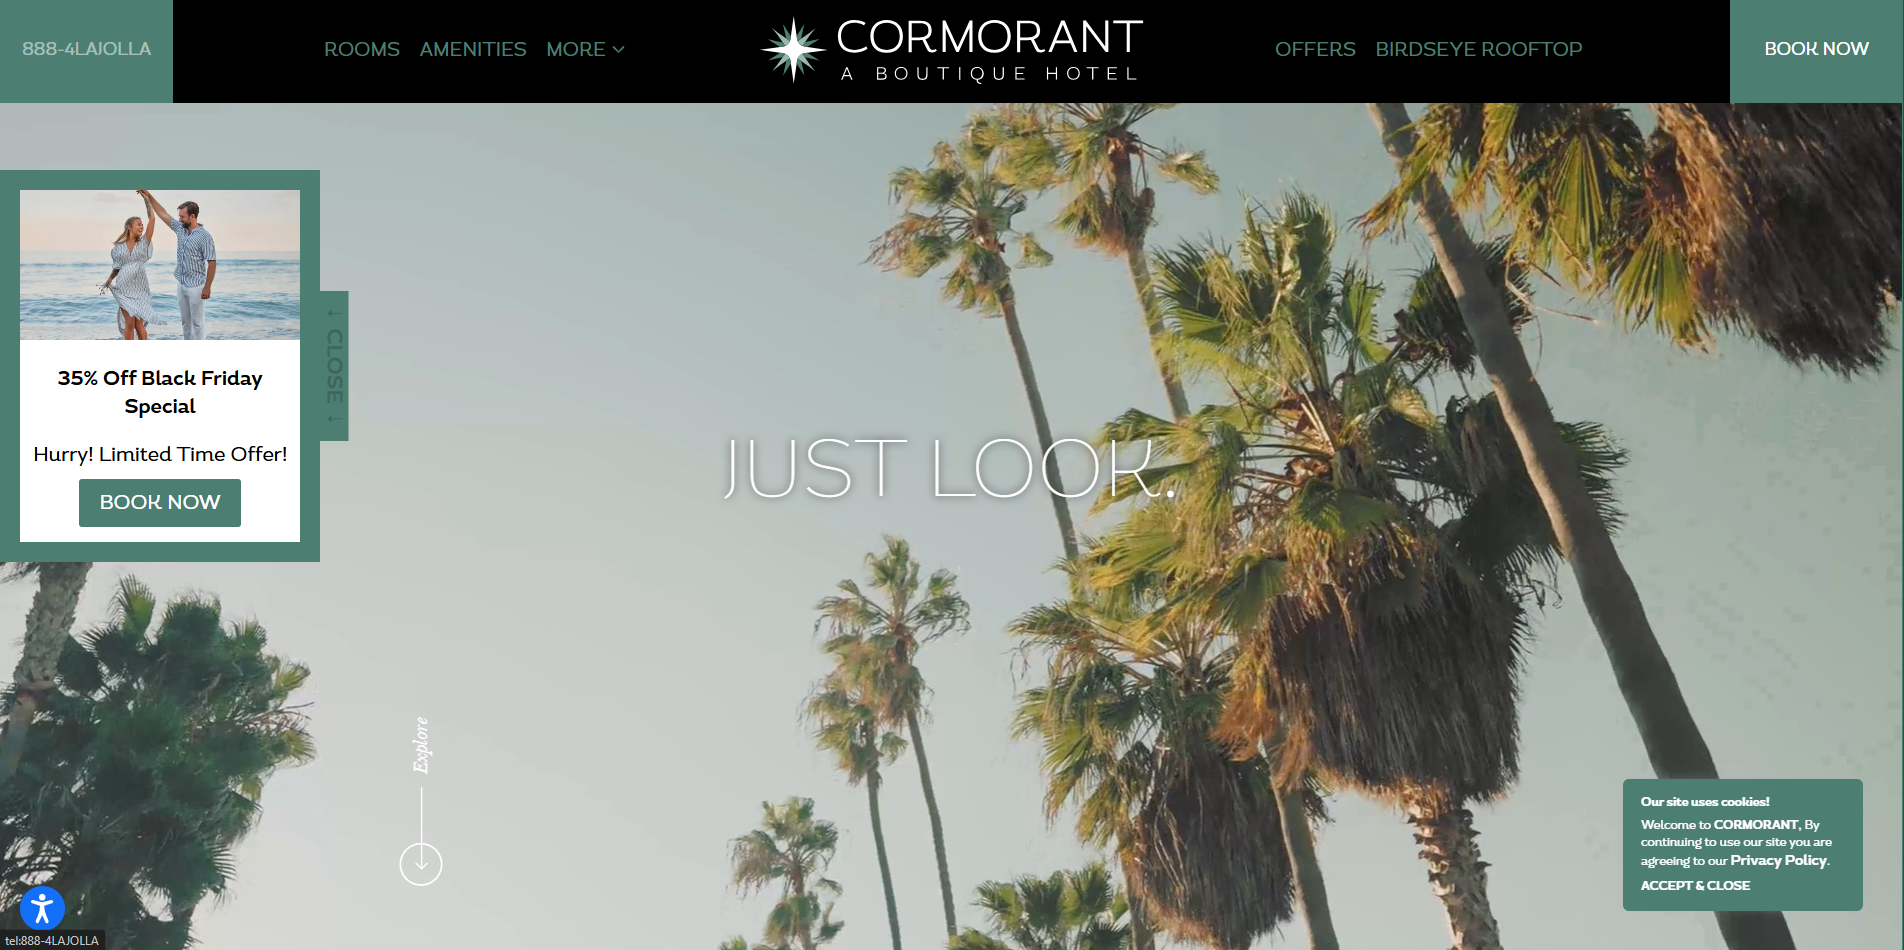 888-4LAJOLLA
ROOMS AMENITIES MORE
CORMORANT
A BOUTIQUE HOTEL
OFFERS BIRDSEYE ROOFTOP
BOOK NOW
35% Off Black Friday
Special
Hurry! Limited Time Offer!
BOOK NOW
↑ CLOSE ↑
JUST LOOK.
Explore
Our site uses cookies!
Welcome to CORMORANT, By
continuing to use our site you are
agreeing to our Privacy Policy.
ACCEPT & CLOSE
tel:888-4LAJOLLA